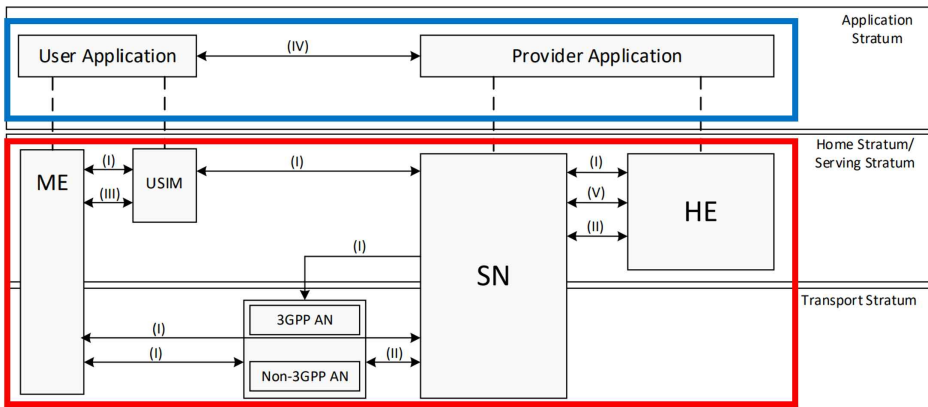 Application
Stratum
User Application
(IV)
Provider Application
Home Stratum/
Serving Stratum
ME
(I)
(III)
USIM
(I)
SN
(I)
(V)
(II)
HE
(I)
Transport Stratum
3GPP AN
(I)
(I)
Non-3GPP AN
(II)